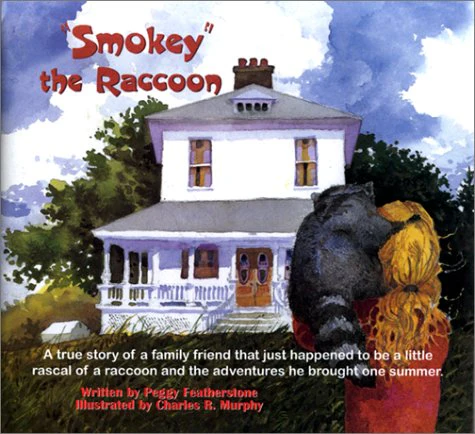 "Smokey"
the Raccoon
A true story of a family friend that just happened to be a little
rascal of a raccoon and the adventures he brought one summer.
Written by Peggy Featherstone
Illustrated by Charles R. Murphy